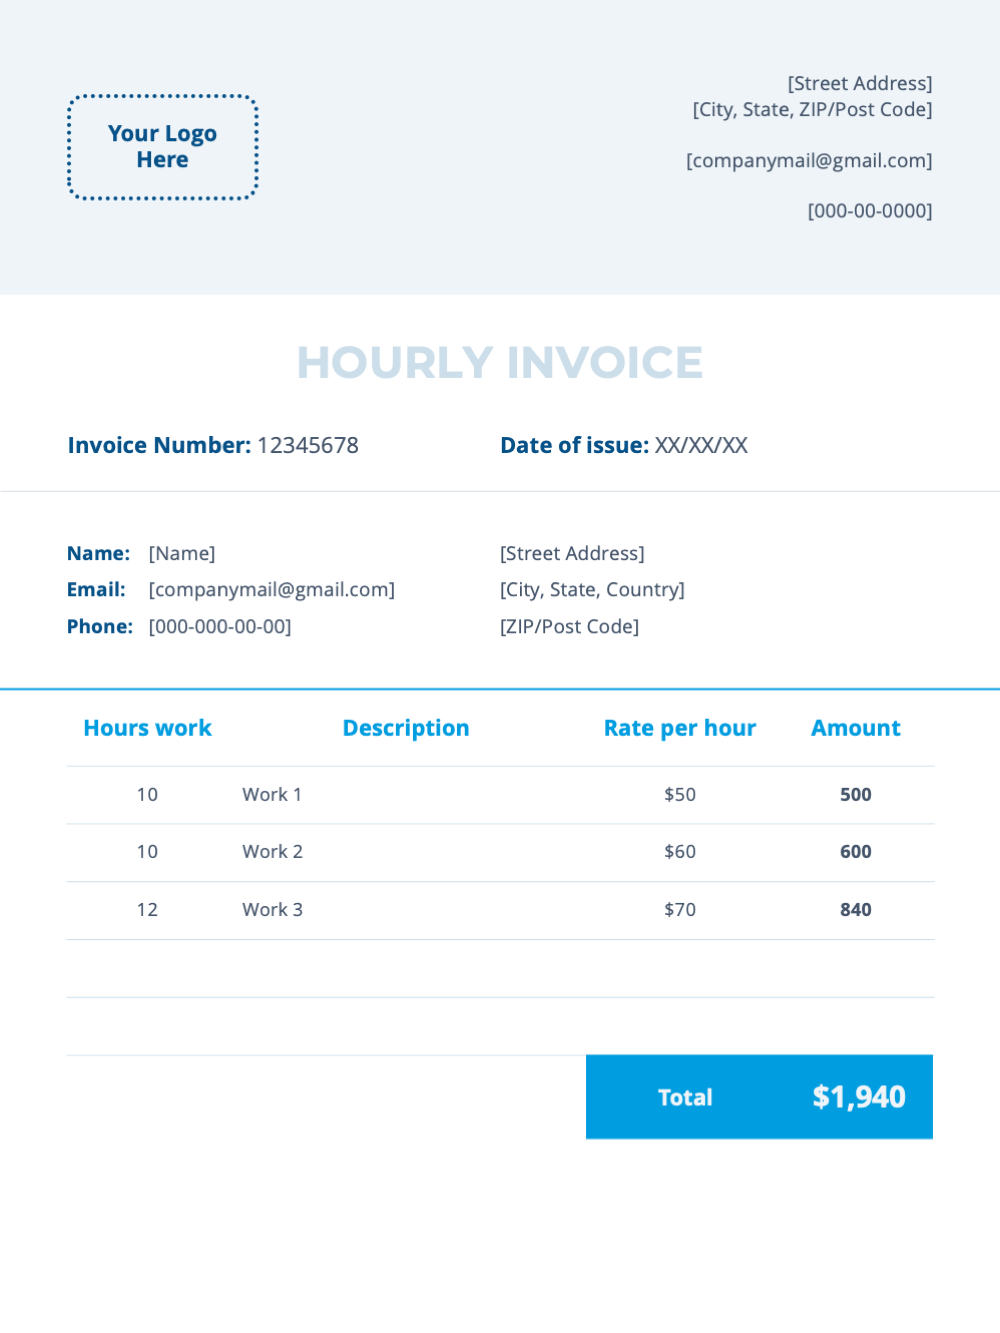 Your Logo
Here
[Street Address]
[City, State, ZIP/Post Code]
[companymail@gmail.com]
[000-00-0000]
HOURLY INVOICE
Invoice Number: 12345678 Date of issue: XX/XX/XX
Name: [Name] [Street Address]
Email: [companymail@gmail.com] [City, State, Country]
Phone: [000-000-00-00] [ZIP/Post Code]
Hours work Description Rate per hour Amount
10 Work 1 $50 500
10 Work 2 $60 600
12 Work 3 $70 840
Total $1,940